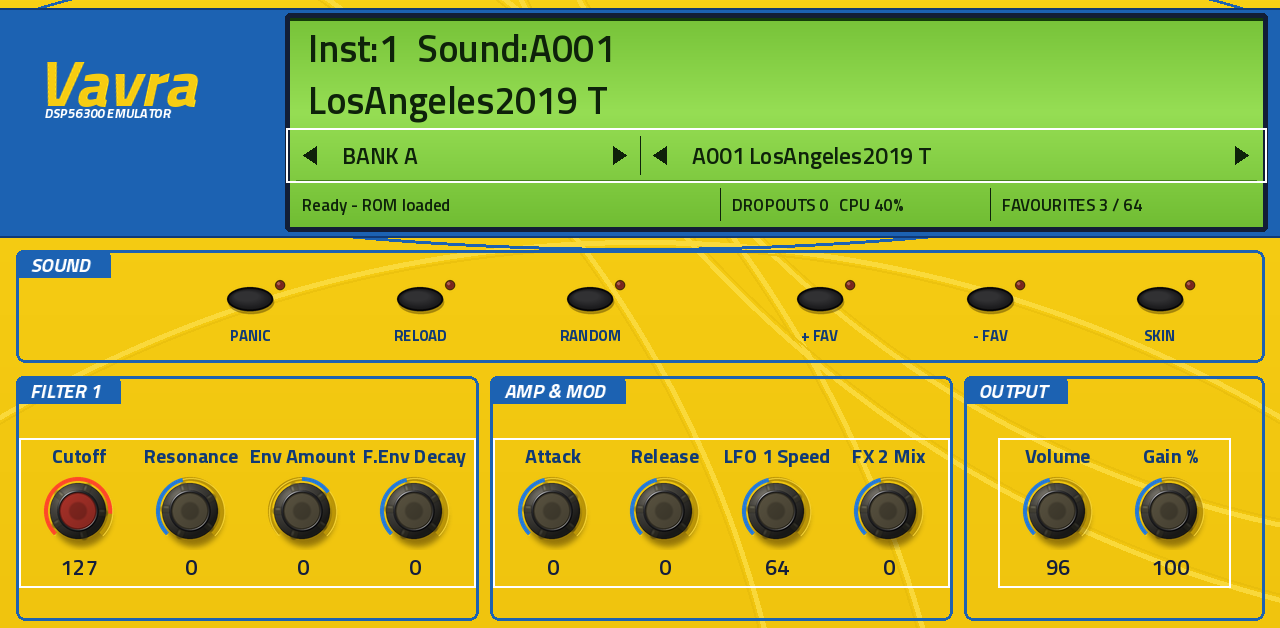 Vavra
DSP56300 EMULATOR
Inst:1 Sound:A001
LosAngeles2019 T
BANK A
A001 LosAngeles2019 T
Ready - ROM loaded
DROPOUTS 0 CPU 40%
FAVOURITES 3 / 64
SOUND
PANIC
RELOAD
RANDOM
+ FAV
- FAV
SKIN
FILTER 1
Cutoff Resonance Env Amount F.Env Decay
127 0 0 0
AMP & MOD
Attack Release LFO 1 Speed FX 2 Mix
0 0 64 0
OUTPUT
Volume Gain %
96 100